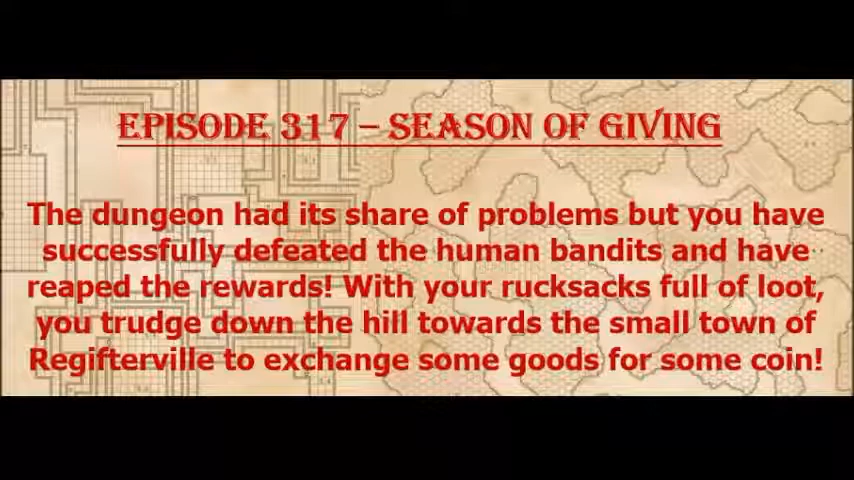 EPISODE 317 – SEASON OF GIVING
The dungeon had its share of problems but you have
successfully defeated the human bandits and have
reaped the rewards! With your rucksacks full of loot,
you trudge down the hill towards the small town of
Regifterville to exchange some goods for some coin!